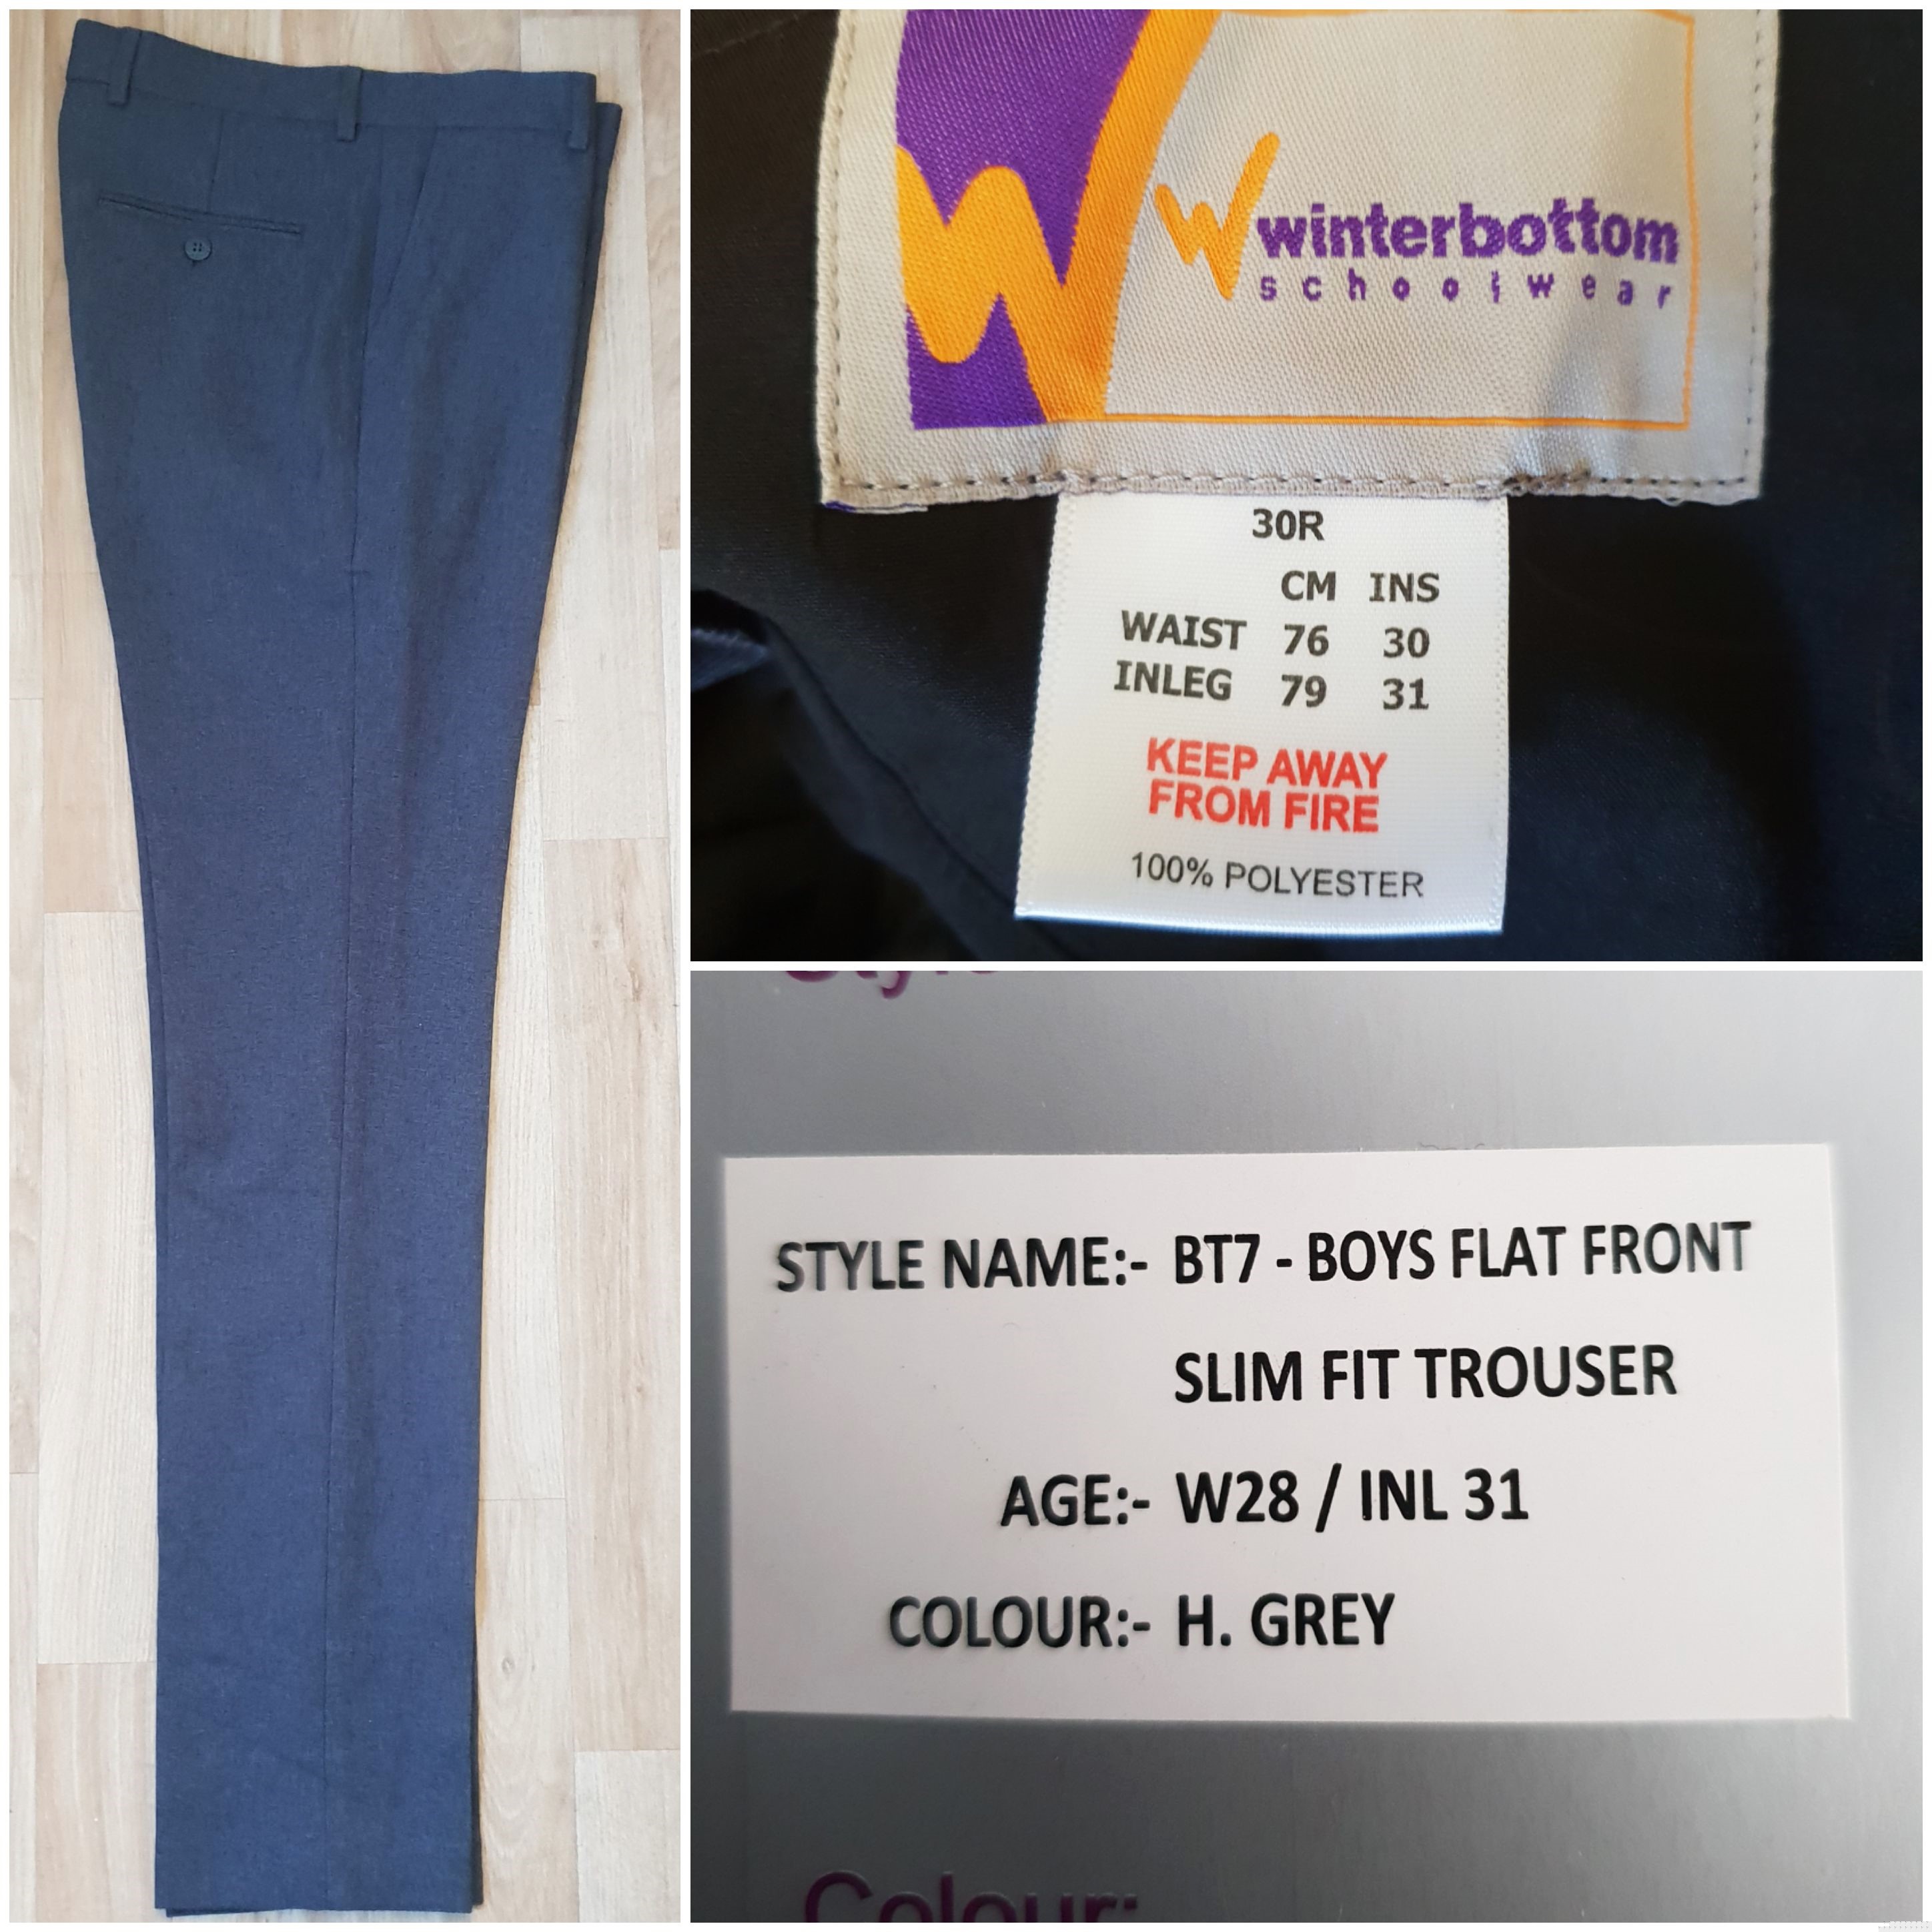 winterbottom
schoolwear
30R
CM INS
WAIST 76 30
INLEG 79 31
KEEP AWAY
FROM FIRE
100% POLYESTER
Style
STYLE NAME:- BT7 - BOYS FLAT FRONT
SLIM FIT TROUSER
AGE:- W28 / INL 31
COLOUR:- H. GREY
Colour: